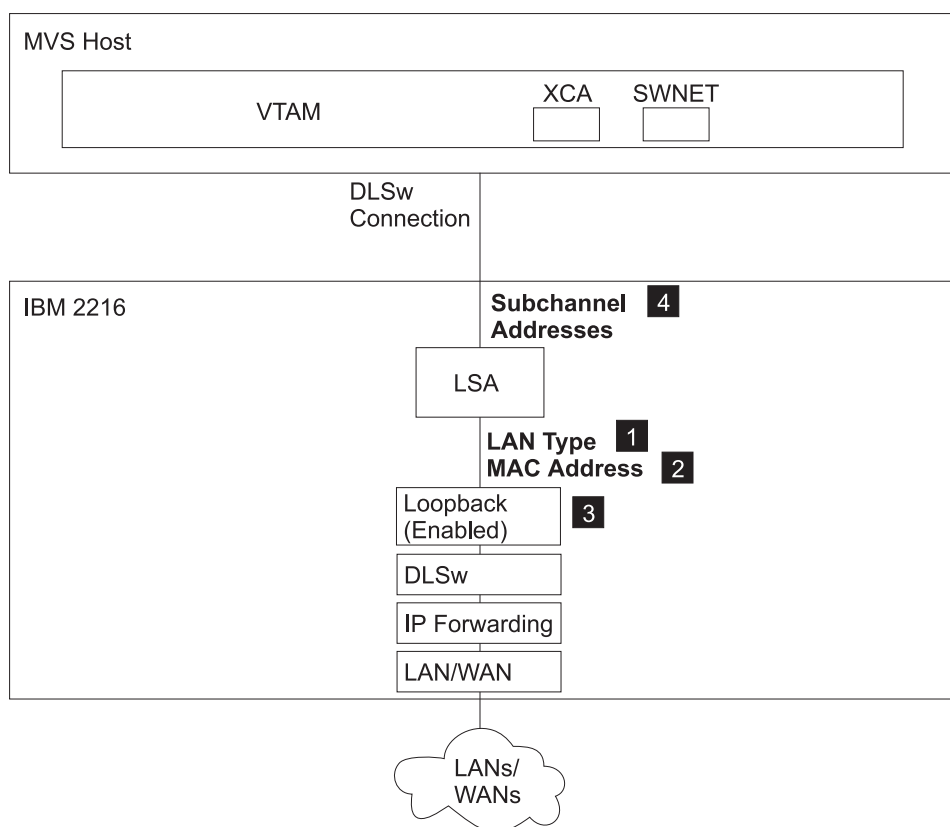 MVS Host
VTAM
XCA
SWNET
DLSw
Connection
IBM 2216
Subchannel 4
Addresses
LSA
LAN Type 1
MAC Address 2
Loopback
(Enabled)
3
DLSw
IP Forwarding
LAN/WAN
LANs/
WANs